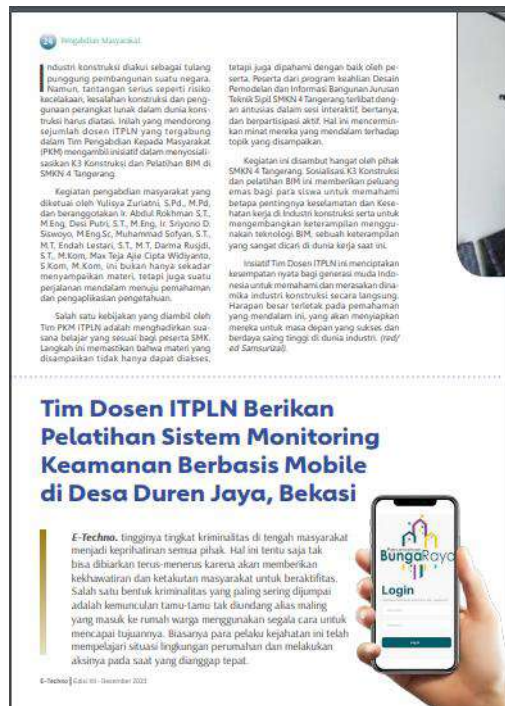 24 Pengabdian Masyarakat
Industri konstruksi diakui sebagai tulang
punggung pembangunan suatu negara.
Namun, tantangan serius seperti risiko
kecelakaan, kesalahan konstruksi dan peng-
gunaan perangkat lunak dalam dunia kons-
truksi harus diatasi. Inilah yang mendorong
sejumlah dosen ITPLN yang tergabung
dalam Tim Pengabdian Kepada Masyarakat
(PKM) mengambil inisiatif dalam menyosiali-
sasikan K3 Konstruksi dan Pelatihan BIM di
SMKN 4 Tangerang.
Kegiatan pengabdian masyarakat yang
diketuai oleh Yulisya Zuriatni, S.Pd., M.Pd,
dan beranggotakan Ir. Abdul Rokhman S.T.,
M.Eng, Desi Putri, S.T., M.Eng, Ir. Sriyono D.
Siswoyo, M.Eng.Sc, Muhammad Sofyan, S.T.,
M.T, Endah Lestari, S.T., M.T, Darma Rusjdi,
S.T., M.Kom, Max Teja Ajie Cipta Widiyanto,
S.Kom, M.Kom, ini bukan hanya sekadar
menyampaikan materi, tetapi juga suatu
perjalanan mendalam menuju pemahaman
dan pengaplikasian pengetahuan.
Salah satu kebijakan yang diambil oleh
Tim PKM ITPLN adalah menghadirkan sua-
sana belajar yang sesuai bagi peserta SMK.
Langkah ini memastikan bahwa materi yang
disampaikan tidak hanya dapat diakses,
tetapi juga dipahami dengan baik oleh pe-
serta. Peserta dari program keahlian Desain
Pemodelan dan Informasi Bangunan Jurusan
Teknik Sipil SMKN 4 Tangerang terlibat deng-
an antusias dalam sesi interaktif, bertanya,
dan berpartisipasi aktif. Hal ini mencermin-
kan minat mereka yang mendalam terhadap
topik yang disampaikan.
Kegiatan ini disambut hangat oleh pihak
SMKN 4 Tangerang. Sosialisasi K3 Konstruksi
dan pelatihan BIM ini memberikan peluang
emas bagi para siswa untuk memahami
betapa pentingnya keselamatan dan Kese-
hatan kerja di Industri konstruksi serta untuk
mengembangkan keterampilan menggu-
nakan teknologi BIM, sebuah keterampilan
yang sangat dicari di dunia kerja saat ini.
Insiatif Tim Dosen ITPLN ini menciptakan
kesempatan nyata bagi generasi muda Indo-
nesia untuk memahami dan merasakan dina-
mika industri konstruksi secara langsung.
Harapan besar terletak pada pemahaman
yang mendalam ini, yang akan menyiapkan
mereka untuk masa depan yang sukses dan
berdaya saing tinggi di dunia industri. (red/
ed Samsurizal)
Tim Dosen ITPLN Berikan
Pelatihan Sistem Monitoring
Keamanan Berbasis Mobile
di Desa Duren Jaya, Bekasi
E-Techno. tingginya tingkat kriminalitas di tengah masyarakat
menjadi keprihatinan semua pihak. Hal ini tentu saja tak
bisa dibiarkan terus-menerus karena akan memberikan
kekhawatiran dan ketakutan masyarakat untuk beraktifitas.
Salah satu bentuk kriminalitas yang paling sering dijumpai
adalah kemunculan tamu-tamu tak diundang alias maling
yang masuk ke rumah warga menggunakan segala cara untuk
mencapai tujuannya. Biasanya para pelaku kejahatan ini telah
mempelajari situasi lingkungan perumahan dan melakukan
aksinya pada saat yang dianggap tepat.
BungaRaya
Login
E-Techno | Edisi XII - Desember 2023